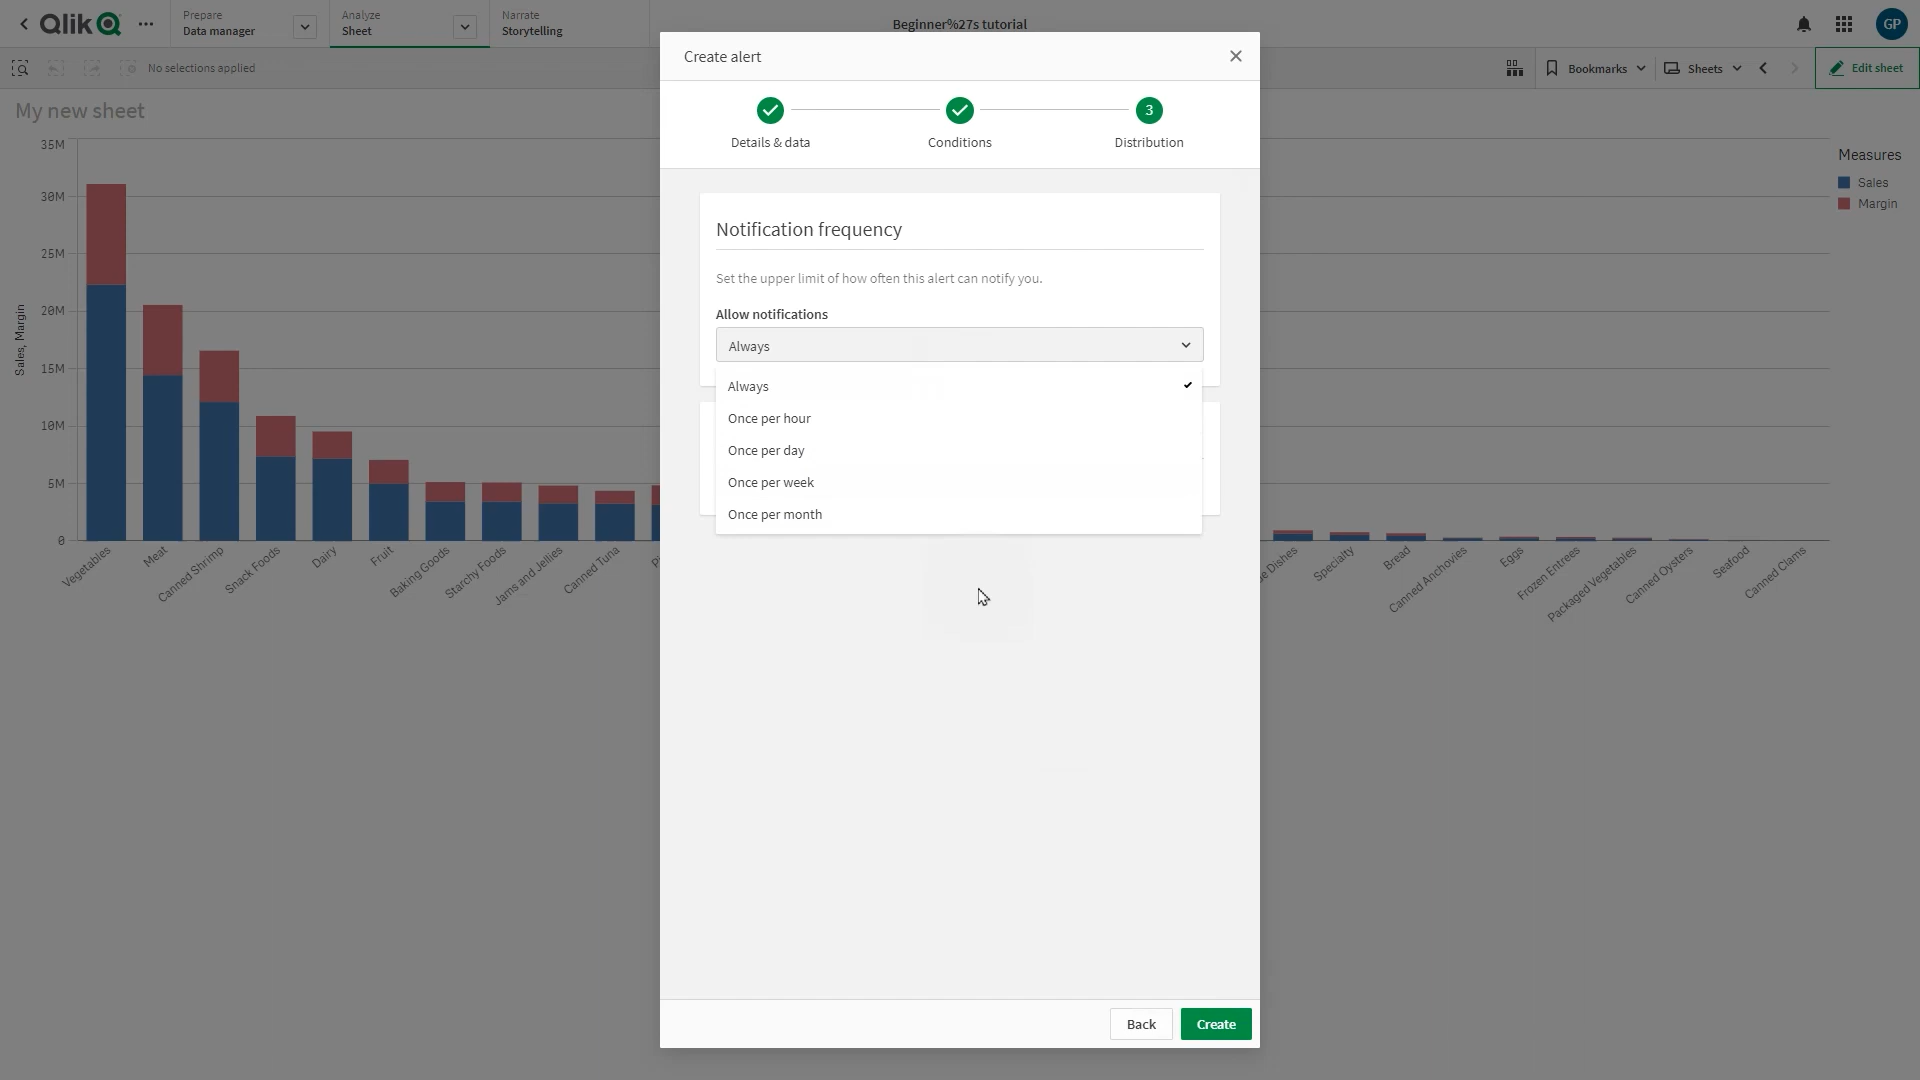 Qlik
Prepare
Data manager
Analyze
Sheet
Narrate
Storytelling
Beginner%27s tutorial
GP
No selections applied
Bookmarks
Sheets
Edit sheet
My new sheet
Create alert
3
Details & data
Conditions
Distribution
Notification frequency
Set the upper limit of how often this alert can notify you.
Allow notifications
Always
Always
Once per hour
Once per day
Once per week
Once per month
Back
Create
Sales, Margin
35M
30M
25M
20M
15M
10M
5M
0
Vegetables
Meat
Canned Shrimp
Snack Foods
Dairy
Fruit
Baking Goods
Starchy Foods
Jams and Jellies
Canned Tuna
Dishes
Specialty
Bread
Canned Anchovies
Eggs
Frozen Entrees
Packaged Vegetables
Canned Oysters
Seafood
Canned Clams
Measures
Sales
Margin